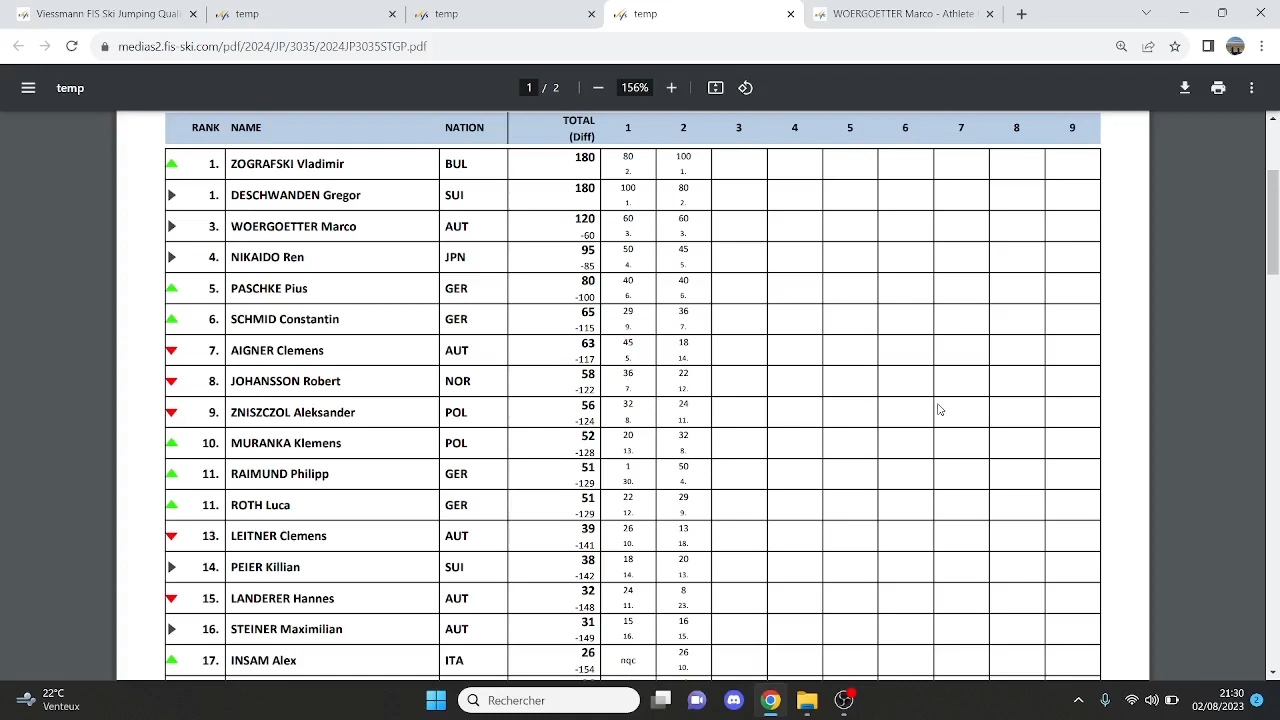 Viessmann FIS Ski Jumping Quali
temp
temp
temp
WOERGOETTER Marco - Athlete I
medias2.fis-ski.com/pdf/2024/JP/3035/2024JP3035STGP.pdf
temp
1 / 2
156%
RANK NAME NATION TOTAL (Diff) 1 2 3 4 5 6 7 8 9
1. ZOGRAFSKI Vladimir BUL 180 80 100
2. 1.
1. DESCHWANDEN Gregor SUI 180 100 80
1. 2.
3. WOERGOETTER Marco AUT 120 60 60
-60 3. 3.
4. NIKAIDO Ren JPN 95 50 45
-85 4. 5.
5. PASCHKE Pius GER 80 40 40
-100 6. 6.
6. SCHMID Constantin GER 65 29 36
-115 9. 7.
7. AIGNER Clemens AUT 63 45 18
-117 5. 14.
8. JOHANSSON Robert NOR 58 36 22
-122 7. 12.
9. ZNISZCZOL Aleksander POL 56 32 24
-124 8. 11.
10. MURANKA Klemens POL 52 20 32
-128 13. 8.
11. RAIMUND Philipp GER 51 1 50
-129 30. 4.
11. ROTH Luca GER 51 22 29
-129 12. 9.
13. LEITNER Clemens AUT 39 26 13
-141 10. 18.
14. PEIER Killian SUI 38 18 20
-142 14. 13.
15. LANDERER Hannes AUT 32 24 8
-148 11. 23.
16. STEINER Maximilian AUT 31 15 16
-149 16. 15.
17. INSAM Alex ITA 26 nqc 26
-154 10.
22°C
Venteux
Rechercher
21:30
02/08/2023
2